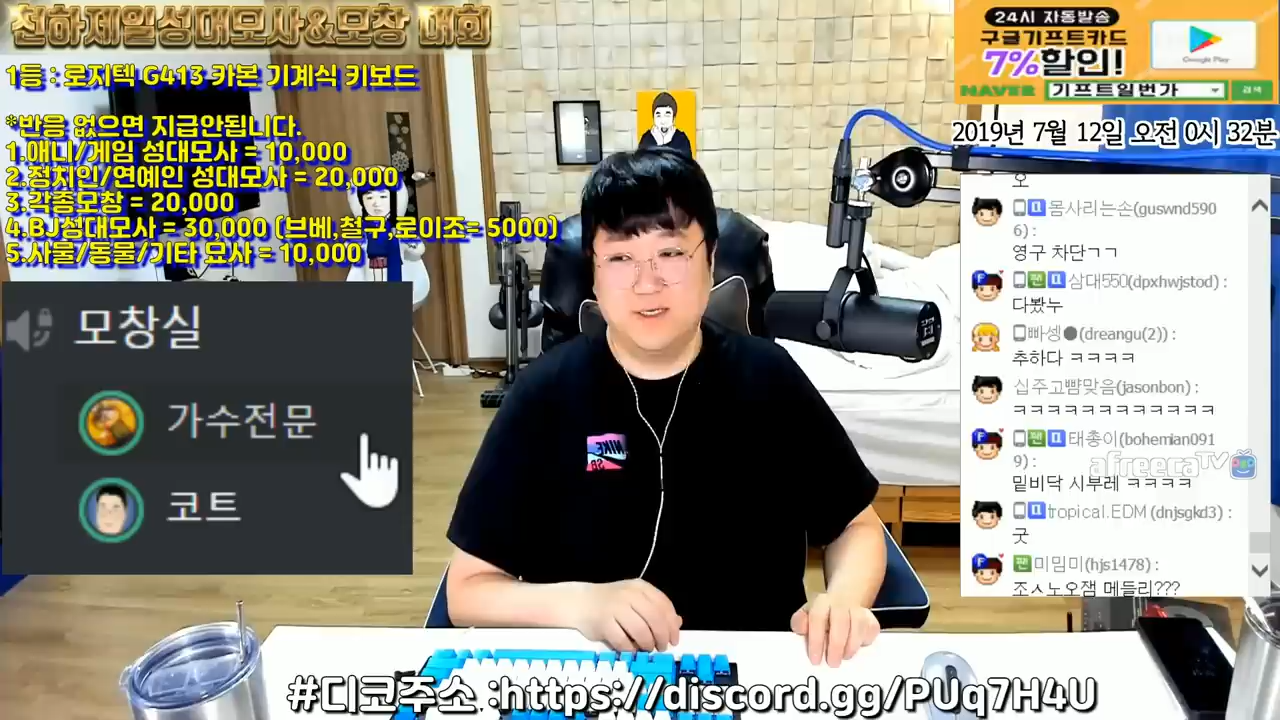 천하제일성대모사&모창 대회
1등 : 로지텍 G413 카본 기계식 키보드
*반응 없으면 지급안됩니다.
1.애니/게임 성대모사 = 10,000
2.정치인/연예인 성대모사 = 20,000
3.각종모창 = 20,000
4.BJ성대모사 = 30,000 (브베,철구,로이조= 5000)
5.사물/동물/기타 묘사 = 10,000
모창실
가수전문
코트
24시 자동발송
구글기프트카드
7%할인!
Google Play
NAVER 기프트일번가 검색
2019년 7월 12일 오전 0시 32분
오
몸사리는손(guswnd590
6) :
영구 차단ㄱㄱ
팬 삼대550(dpxhwjstod) :
다봤누
빠셍●(dreangu(2)) :
추하다 ㅋㅋㅋㅋ
십주고뺨맞음(jasonbon) :
ㅋㅋㅋㅋㅋㅋㅋㅋㅋㅋㅋㅋ
팬 태총이(bohemian091
9) :
밑비닥 시부레 ㅋㅋㅋㅋ
afreecaTV
tropical.EDM(dnjsgkd3) :
굿
팬 미밈미(hjs1478) :
조ㅅ노오잼 메들리???
NIKE
SB
#디코주소 :https://discord.gg/PUq7H4U